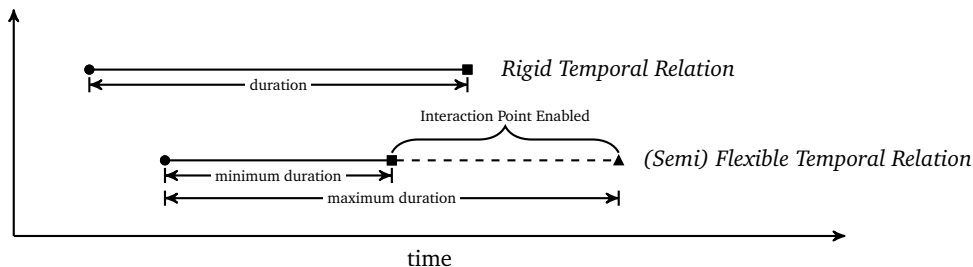 Rigid Temporal Relation
duration
Interaction Point Enabled
(Semi) Flexible Temporal Relation
minimum duration
maximum duration
time